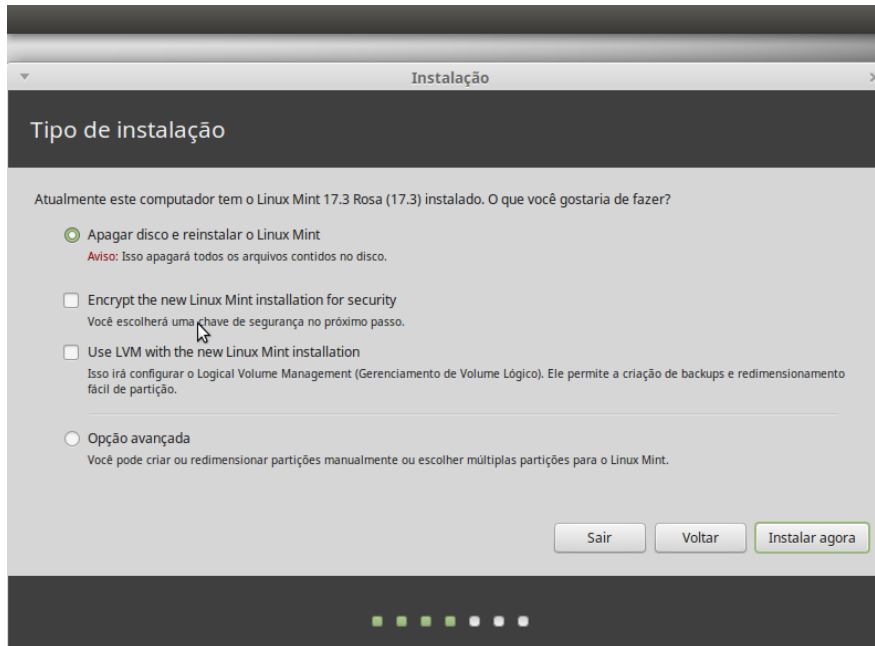 Instalação
Tipo de instalação
Atualmente este computador tem o Linux Mint 17.3 Rosa (17.3) instalado. O que você gostaria de fazer?
Apagar disco e reinstalar o Linux Mint
Aviso: Isso apagará todos os arquivos contidos no disco.
Encrypt the new Linux Mint installation for security
Você escolherá uma chave de segurança no próximo passo.
Use LVM with the new Linux Mint installation
Isso irá configurar o Logical Volume Management (Gerenciamento de Volume Lógico). Ele permite a criação de backups e redimensionamento
fácil de partição.
Opção avançada
Você pode criar ou redimensionar partições manualmente ou escolher múltiplas partições para o Linux Mint.
Sair Voltar Instalar agora